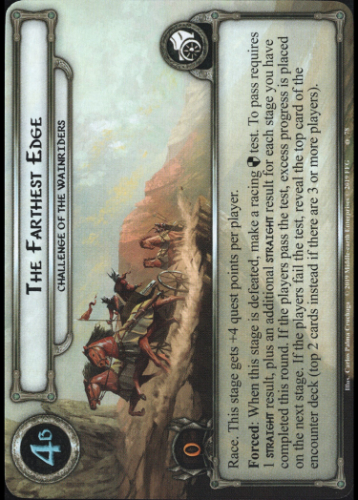 4B
THE FARTHEST EDGE
CHALLENGE OF THE WAINRIDERS
0
Race. This stage gets +4 quest points per player.
Forced: When this stage is defeated, make a racing test. To pass requires
1 STRAIGHT result, plus an additional STRAIGHT result for each stage you have
completed this round. If the players pass the test, excess progress is placed
on the next stage. If the players fail the test, reveal the top card of the
encounter deck (top 2 cards instead if there are 3 or more players).
Illus. Carlos Palma Cruchaga © 2019 Middle-earth Enterprises © 2019 FFG 78